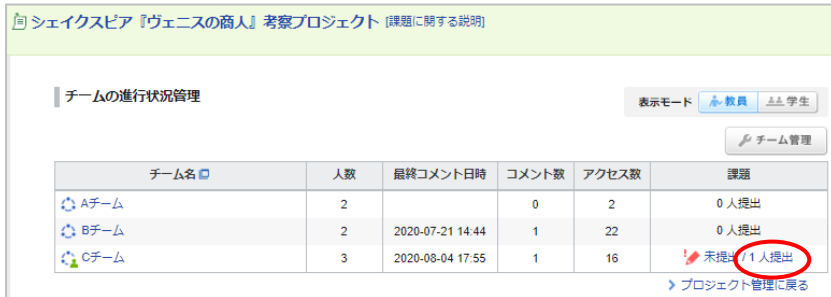 シェイクスピア『ヴェニスの商人』考察プロジェクト [課題に関する説明]
チームの進行状況管理
表示モード 教員 学生
チーム管理
チーム名 人数 最終コメント日時 コメント数 アクセス数 課題
Aチーム 2 0 2 0 人提出
Bチーム 2 2020-07-21 14:44 1 22 0 人提出
Cチーム 3 2020-08-04 17:55 1 16 未提出 / 1 人提出
プロジェクト管理に戻る